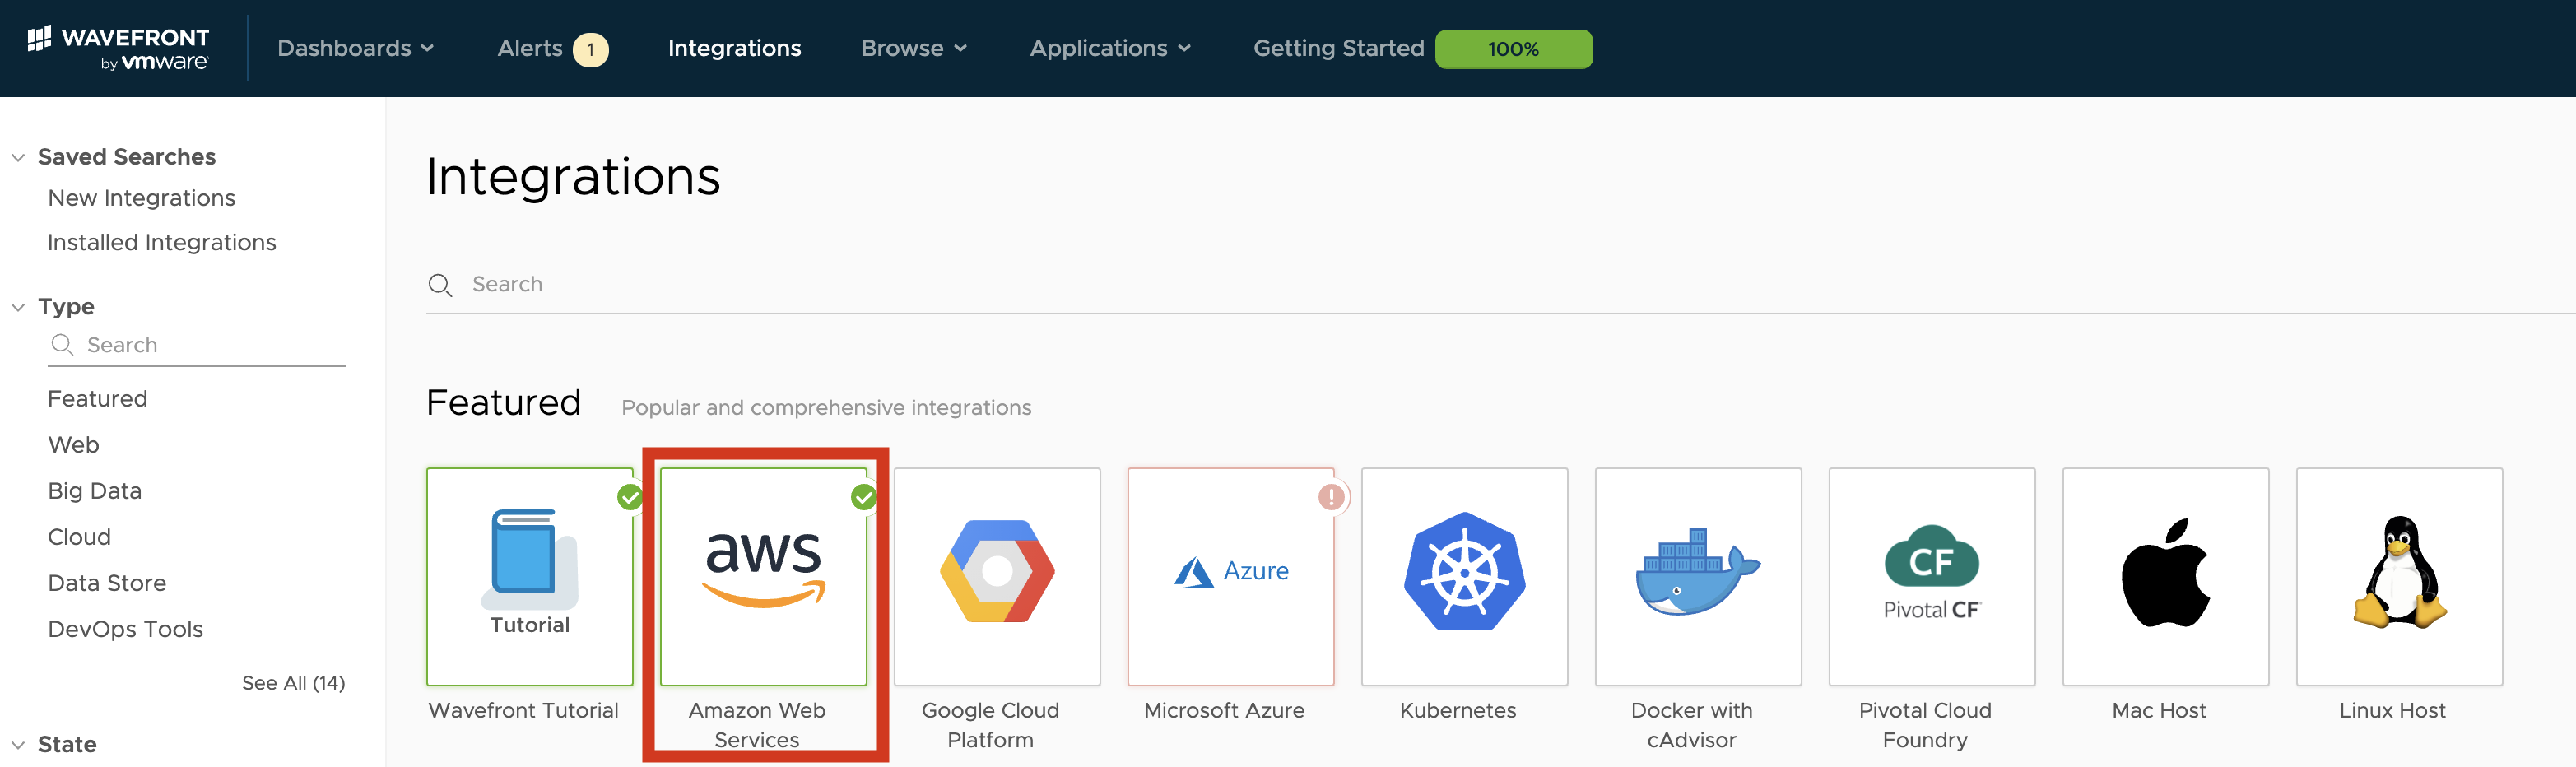 WAVEFRONT
by vmware
Dashboards
Alerts 1
Integrations
Browse
Applications
Getting Started 100%
Saved Searches
New Integrations
Installed Integrations
Type
Search
Featured
Web
Big Data
Cloud
Data Store
DevOps Tools
See All (14)
State
Integrations
Search
Featured
Popular and comprehensive integrations
Tutorial
Wavefront Tutorial
aws
Amazon Web
Services
Google Cloud
Platform
Azure
Microsoft Azure
Kubernetes
Docker with
cAdvisor
CF
Pivotal CF
Pivotal Cloud
Foundry
Mac Host
Linux Host